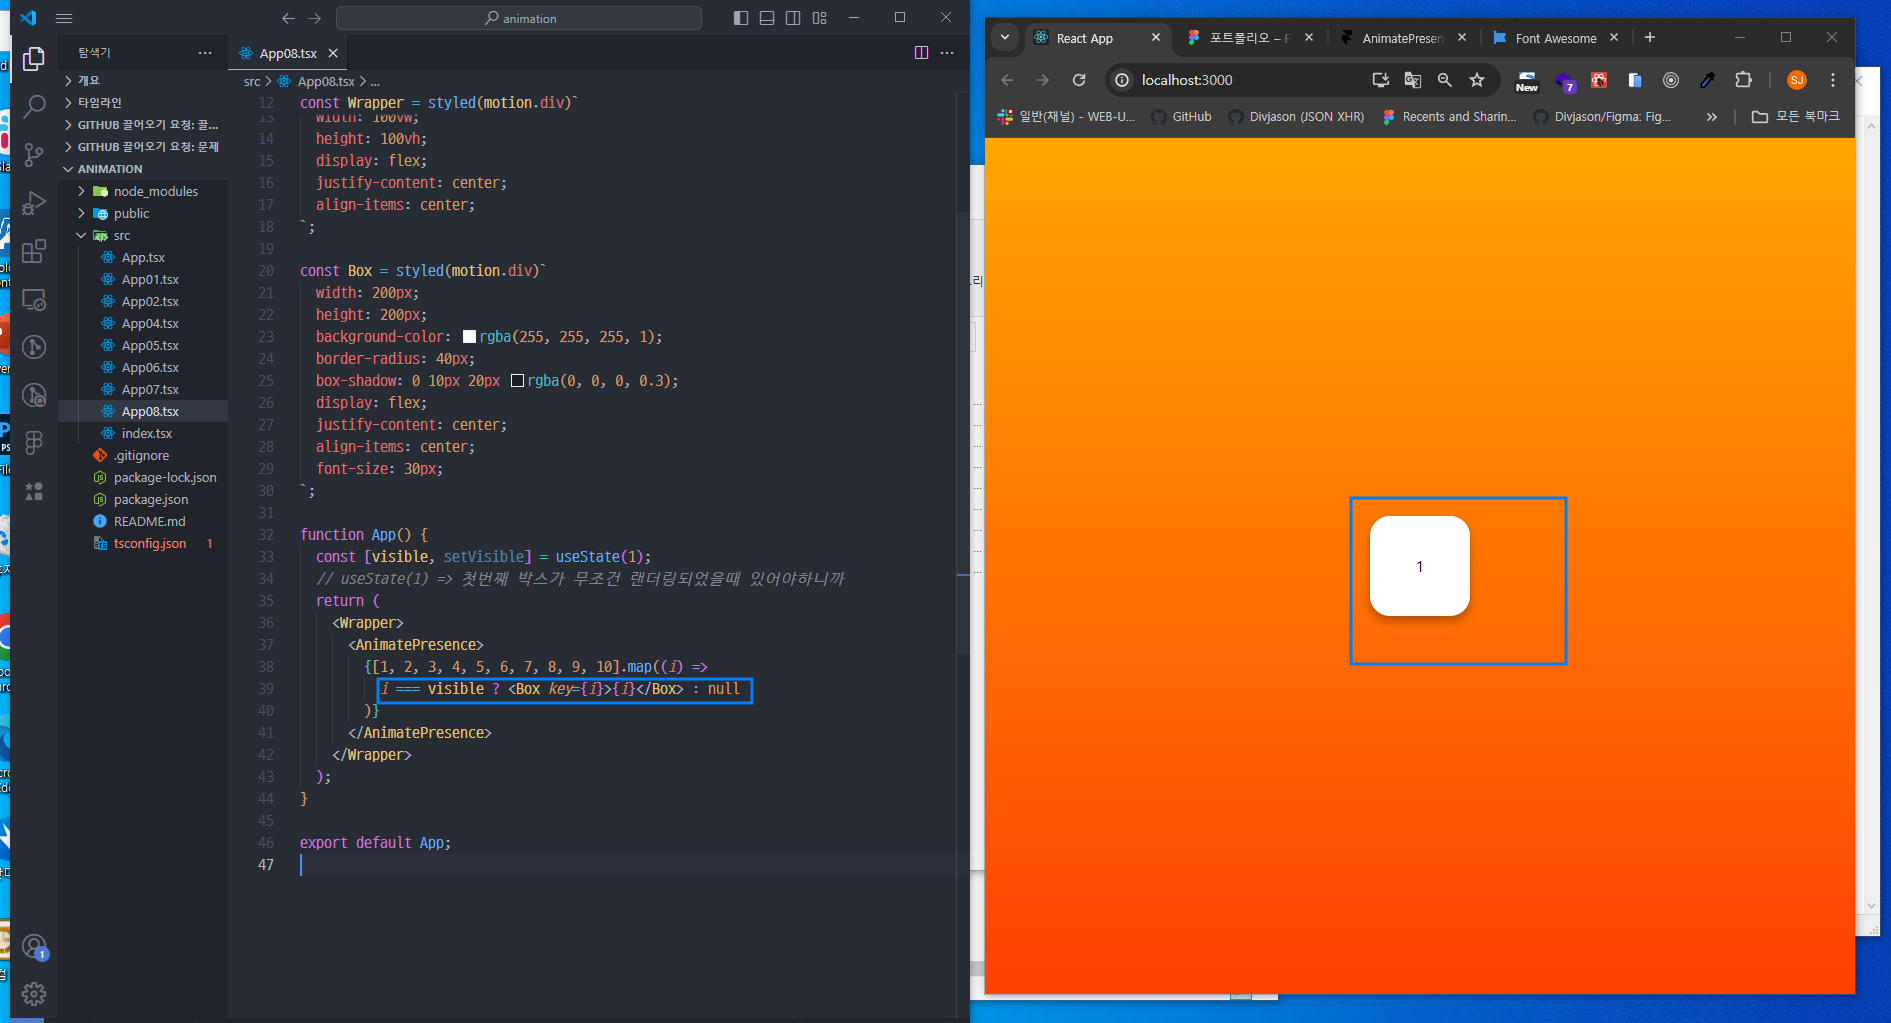 animation
탐색기
App08.tsx
src > App08.tsx > ...
개요
타임라인
GITHUB 끌어오기 요청: 끌...
GITHUB 끌어오기 요청: 문제
ANIMATION
node_modules
public
src
App.tsx
App01.tsx
App02.tsx
App04.tsx
App05.tsx
App06.tsx
App07.tsx
App08.tsx
index.tsx
.gitignore
package-lock.json
package.json
README.md
tsconfig.json 1
1
12 const Wrapper = styled(motion.div)`
13 width: 100vw;
14 height: 100vh;
15 display: flex;
16 justify-content: center;
17 align-items: center;
18 `;
19
20 const Box = styled(motion.div)`
21 width: 200px;
22 height: 200px;
23 background-color: rgba(255, 255, 255, 1);
24 border-radius: 40px;
25 box-shadow: 0 10px 20px rgba(0, 0, 0, 0.3);
26 display: flex;
27 justify-content: center;
28 align-items: center;
29 font-size: 30px;
30 `;
31
32 function App() {
33 const [visible, setVisible] = useState(1);
34 // useState(1) => 첫번째 박스가 무조건 랜더링되었을때 있어야하니까
35 return (
36 <Wrapper>
37 <AnimatePresence>
38 {[1, 2, 3, 4, 5, 6, 7, 8, 9, 10].map((i) =>
39 i === visible ? <Box key={i}>{i}</Box> : null
40 )}
41 </AnimatePresence>
42 </Wrapper>
43 );
44 }
45
46 export default App;
47
React App
포트폴리오 – F
AnimatePresen
Font Awesome
localhost:3000
New
7
SJ
일반(채널) - WEB-U...
GitHub
Divjason (JSON XHR)
Recents and Sharin...
Divjason/Figma: Fig...
모든 북마크
1